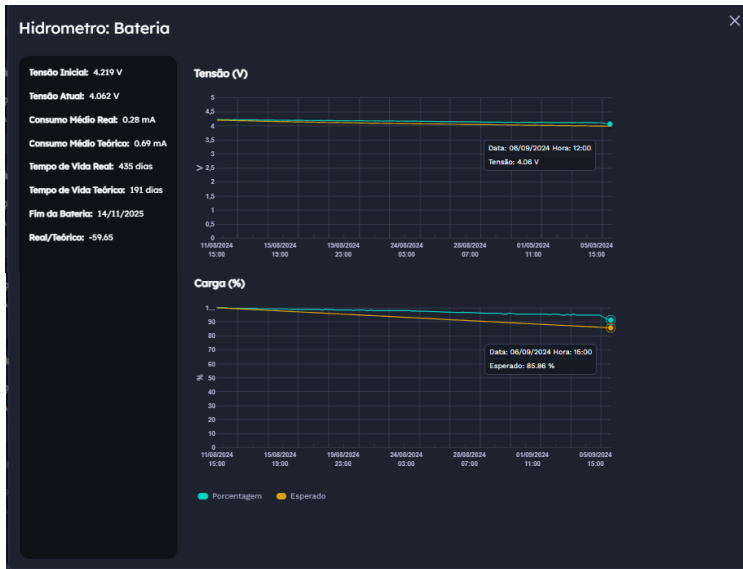 Hidrometro: Bateria
Tensão Inicial: 4.219 V
Tensão Atual: 4.062 V
Consumo Médio Real: 0.28 mA
Consumo Médio Teórico: 0.69 mA
Tempo de Vida Real: 435 dias
Tempo de Vida Teórica: 191 dias
Fim da Bateria: 14/11/2025
Real/Teórico: -59.65
Tensão (V)
5
4,5
4
3,5
3
2,5
2
1,5
1
0,5
0
V
Data: 06/09/2024 Hora: 12:00
Tensão: 4.06 V
11/08/2024 15/08/2024 19/08/2024 24/08/2024 28/08/2024 01/09/2024 05/09/2024
15:00 19:00 23:00 03:00 07:00 11:00 15:00
Carga (%)
1...
90
80
70
60
50
40
30
20
10
0
%
Data: 06/09/2024 Hora: 15:00
Esperado: 85.86 %
11/08/2024 15/08/2024 19/08/2024 24/08/2024 28/08/2024 01/09/2024 05/09/2024
15:00 19:00 23:00 03:00 07:00 11:00 15:00
Porcentagem Esperado